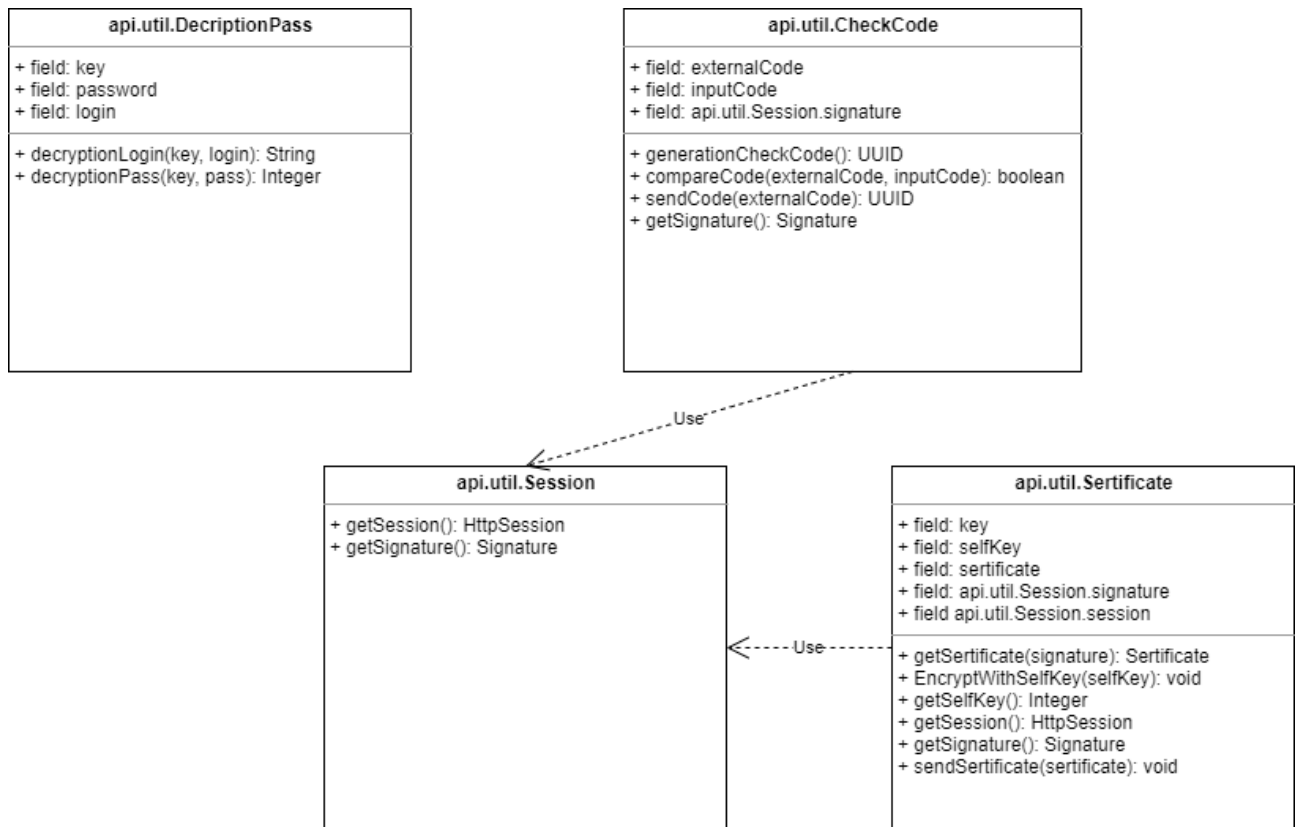 api.util.DecriptionPass
+ field: key
+ field: password
+ field: login
+ decryptionLogin(key, login): String
+ decryptionPass(key, pass): Integer
api.util.CheckCode
+ field: externalCode
+ field: inputCode
+ field: api.util.Session.signature
+ generationCheckCode(): UUID
+ compareCode(externalCode, inputCode): boolean
+ sendCode(externalCode): UUID
+ getSignature(): Signature
Use
api.util.Session
+ getSession(): HttpSession
+ getSignature(): Signature
Use
api.util.Sertificate
+ field: key
+ field: selfKey
+ field: sertificate
+ field: api.util.Session.signature
+ field api.util.Session.session
+ getSertificate(signature): Sertificate
+ EncryptWithSelfKey(selfKey): void
+ getSelfKey(): Integer
+ getSession(): HttpSession
+ getSignature(): Signature
+ sendSertificate(sertificate): void